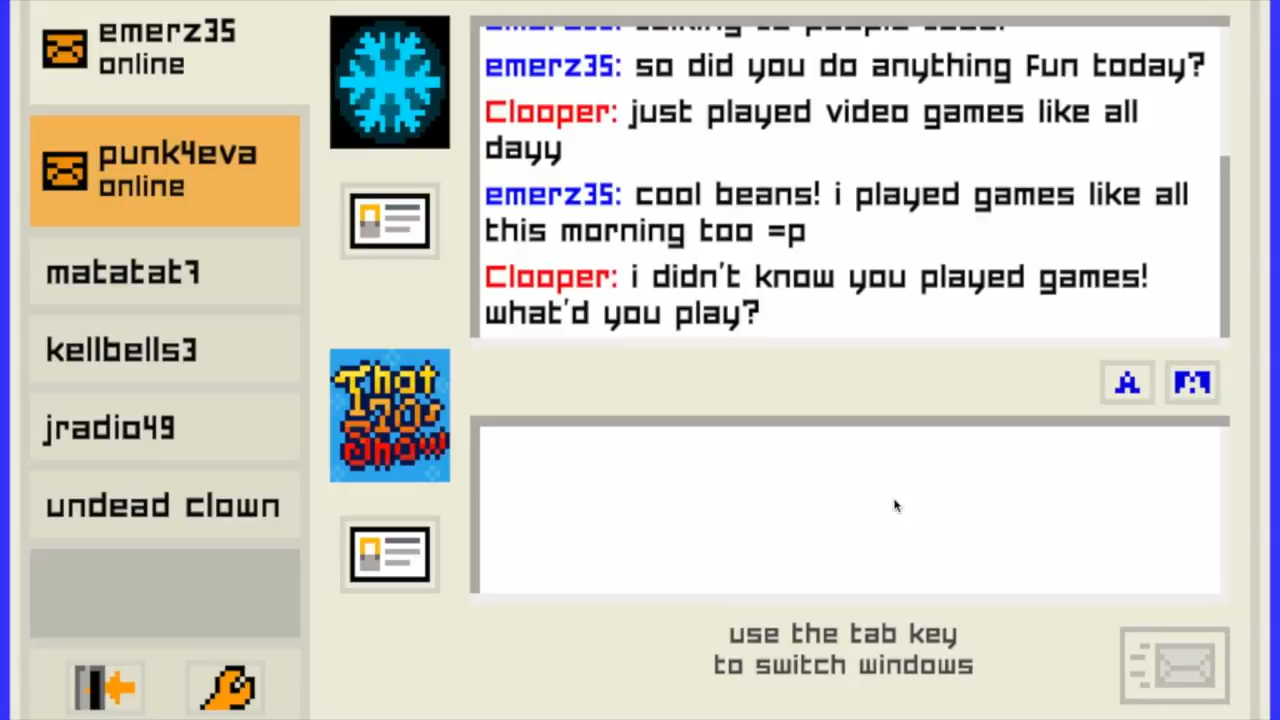 emerz35
online
punk4eva
online
matatat7
kellbells3
jradio49
undead clown
emerz35: so did you do anything fun today?
Clooper: just played video games like all
dayy
emerz35: cool beans! i played games like all
this morning too =p
Clooper: i didn't know you played games!
what'd you play?
That
70s
Show
A
use the tab key
to switch windows